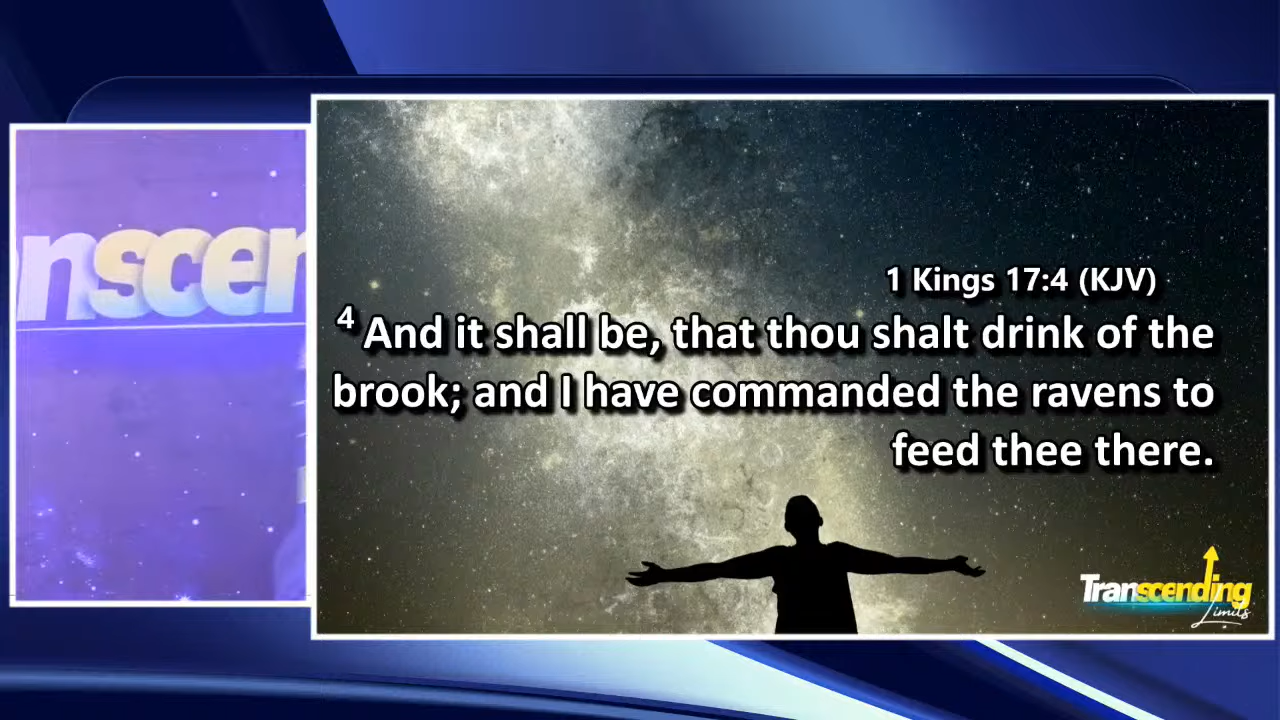 nscen
1 Kings 17:4 (KJV)
4 And it shall be, that thou shalt drink of the
brook; and I have commanded the ravens to
feed thee there.
Transcending
Limits